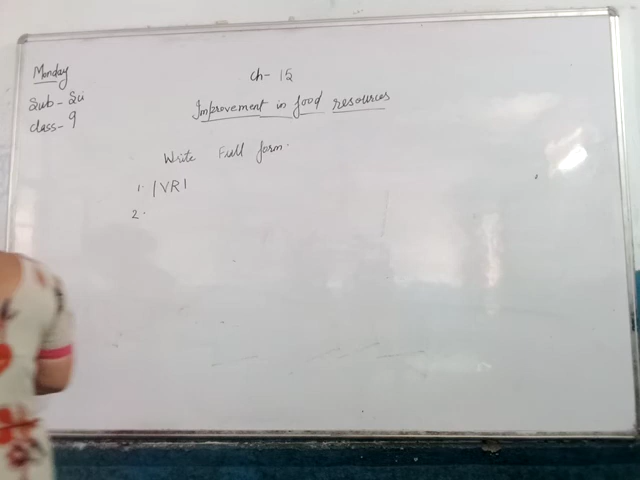 Monday
Sub - Sci
class - 9
Ch - 15
Improvement in food resources
Write Full form.
1. IVRI
2.